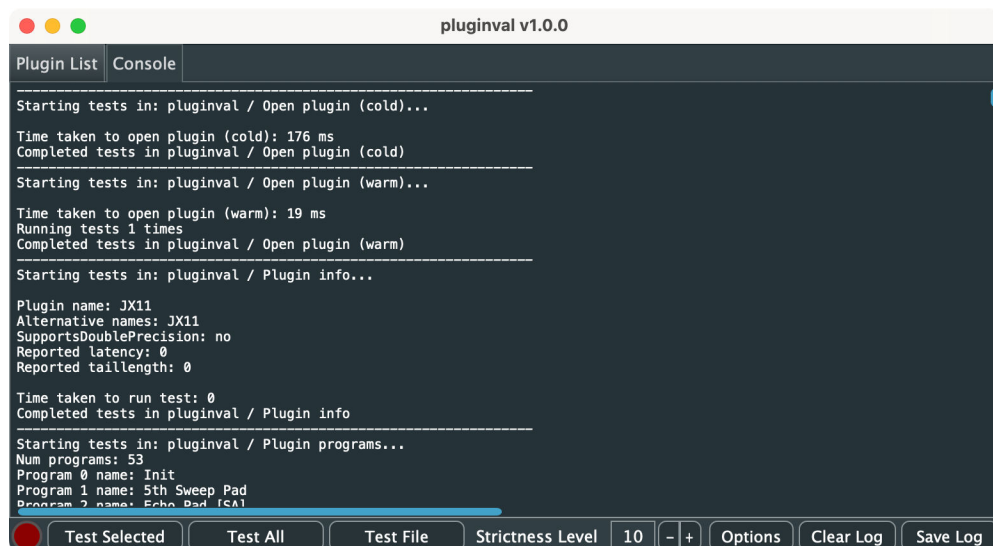 pluginval v1.0.0
Plugin List Console
Starting tests in: pluginval / Open plugin (cold)...
Time taken to open plugin (cold): 176 ms
Completed tests in pluginval / Open plugin (cold)
Starting tests in: pluginval / Open plugin (warm)...
Time taken to open plugin (warm): 19 ms
Running tests 1 times
Completed tests in pluginval / Open plugin (warm)
Starting tests in: pluginval / Plugin info...
Plugin name: JX11
Alternative names: JX11
SupportsDoublePrecision: no
Reported latency: 0
Reported taillength: 0
Time taken to run test: 0
Completed tests in pluginval / Plugin info
Starting tests in: pluginval / Plugin programs...
Num programs: 53
Program 0 name: Init
Program 1 name: 5th Sweep Pad
Program 2 name: Echo Pad [SA]
Test Selected Test All Test File Strictness Level 10 - + Options Clear Log Save Log